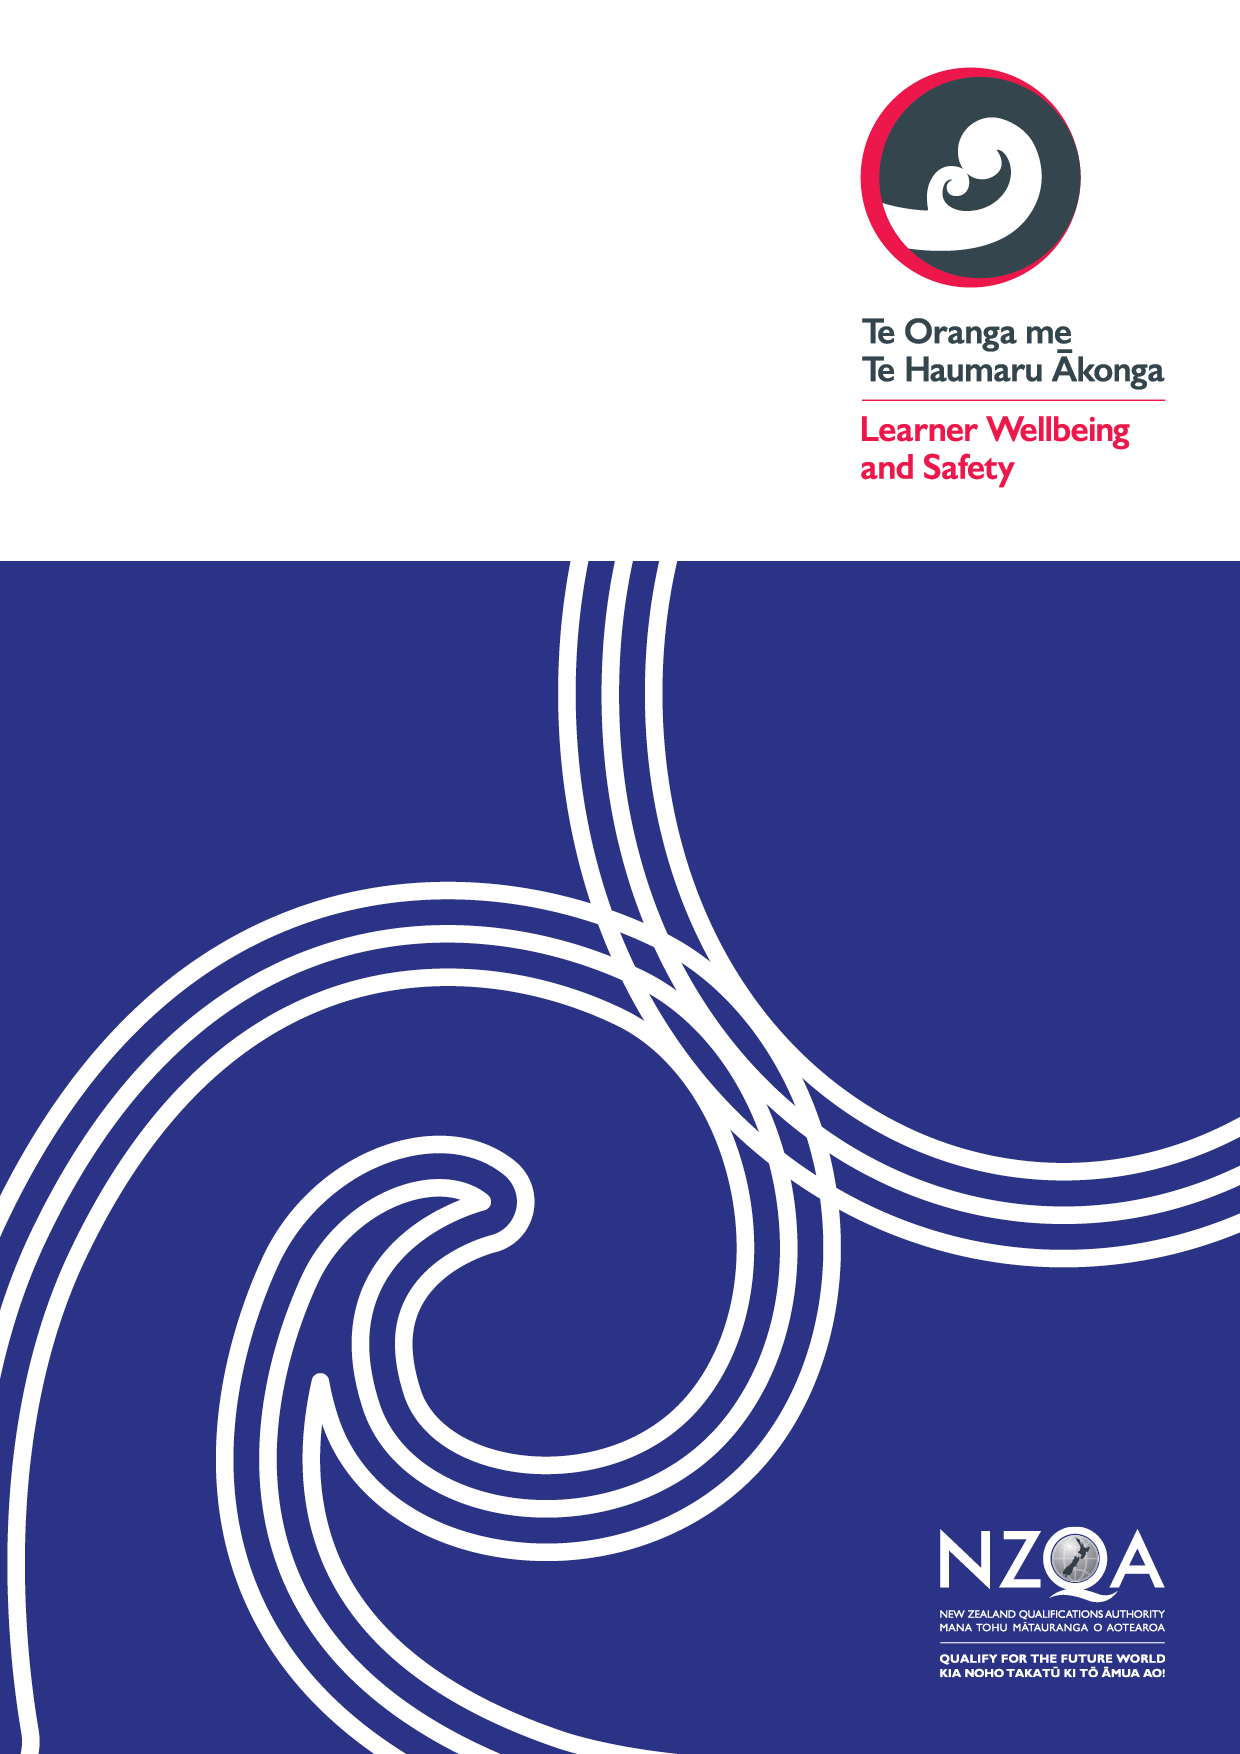 Te Oranga me
Te Haumaru Ākonga
Learner Wellbeing
and Safety
NZQA
NEW ZEALAND QUALIFICATIONS AUTHORITY
MANA TOHU MĀTAURANGA O AOTEAROA
QUALIFY FOR THE FUTURE WORLD
KIA NOHO TAKATŪ KI TŌ ĀMUA AO!